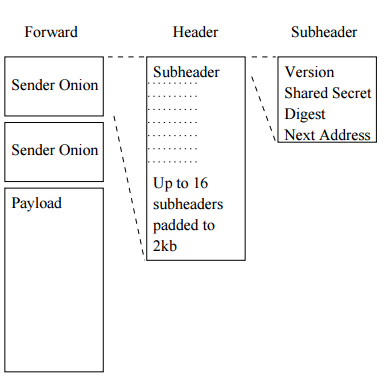 Forward
Header
Subheader
Sender Onion
Sender Onion
Payload
Subheader
Up to 16
subheaders
padded to
2kb
Version
Shared Secret
Digest
Next Address